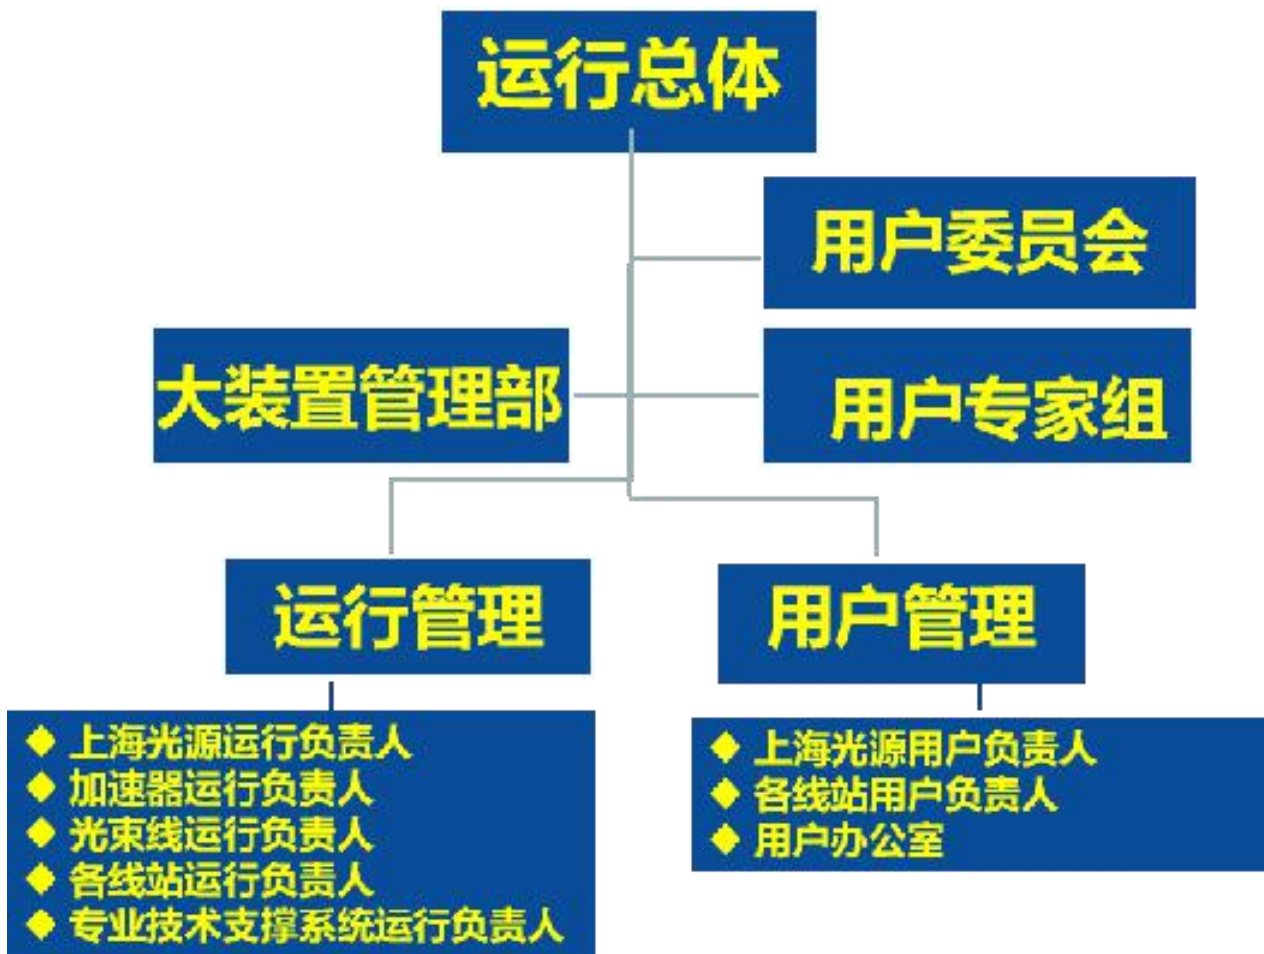 运行总体
用户委员会
大装置管理部
用户专家组
运行管理
用户管理
◆ 上海光源运行负责人
◆ 加速器运行负责人
◆ 光束线运行负责人
◆ 各线站运行负责人
◆ 专业技术支撑系统运行负责人
◆ 上海光源用户负责人
◆ 各线站用户负责人
◆ 用户办公室